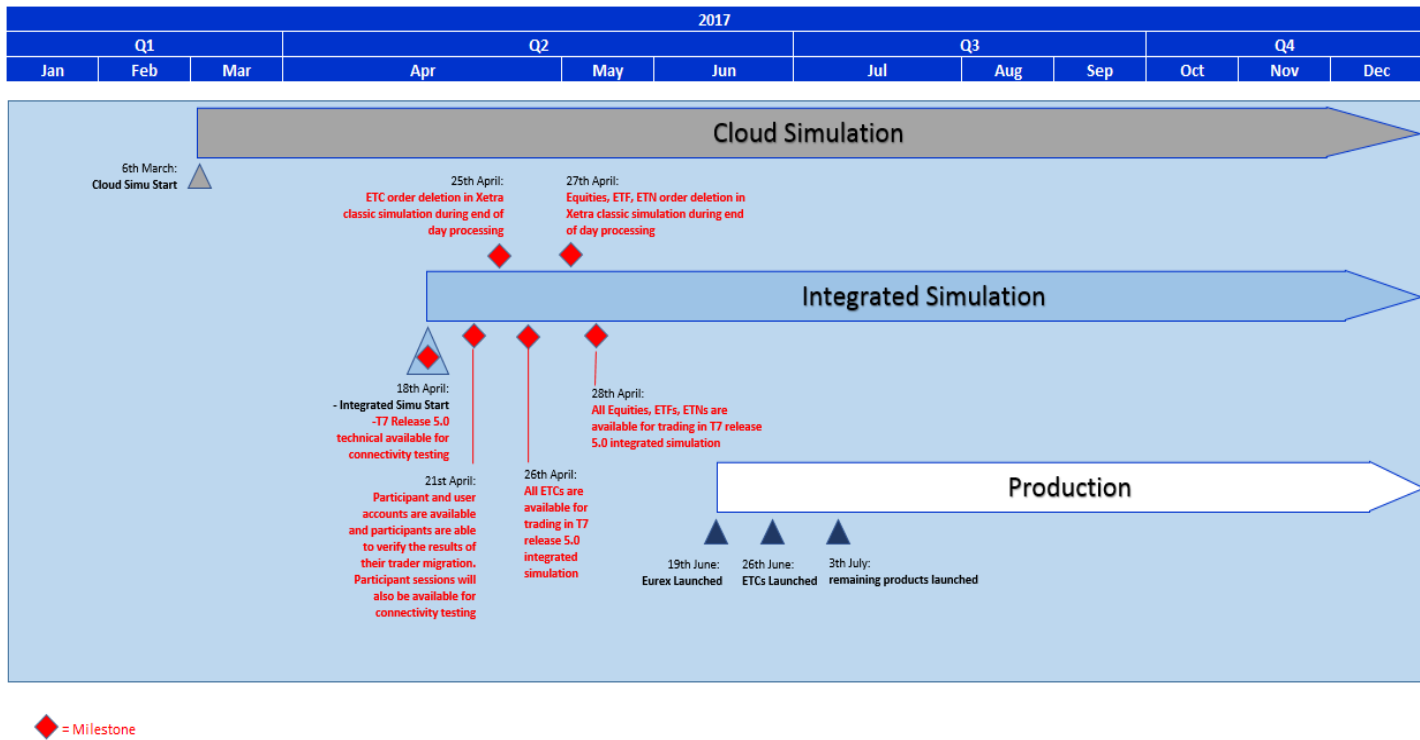 2017
Q1 Q2 Q3 Q4
Jan Feb Mar Apr May Jun Jul Aug Sep Oct Nov Dec
Cloud Simulation
6th March:
Cloud Simu Start
25th April:
ETC order deletion in Xetra
classic simulation during end of
day processing
27th April:
Equities, ETF, ETN order deletion in
Xetra classic simulation during end
of day processing
Integrated Simulation
18th April:
- Integrated Simu Start
-T7 Release 5.0
technical available for
connectivity testing
21st April:
Participant and user
accounts are available
and participants are able
to verify the results of
their trader migration.
Participant sessions will
also be available for
connectivity testing
26th April:
All ETCs are
available for
trading in T7
release 5.0
integrated
simulation
28th April:
All Equities, ETFs, ETNs are
available for trading in T7 release
5.0 integrated simulation
Production
19th June:
Eurex Launched
26th June:
ETCs Launched
3th July:
remaining products launched
= Milestone